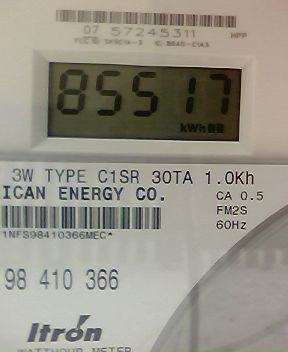 07 57245311
HPP
85517
kWh
3W TYPE C1SR 30TA 1.0Kh
ICAN ENERGY CO.
CA 0.5
FM2S
60Hz
1NFS98410366MEC*
98 410 366
Itron
WATTHOUR METER